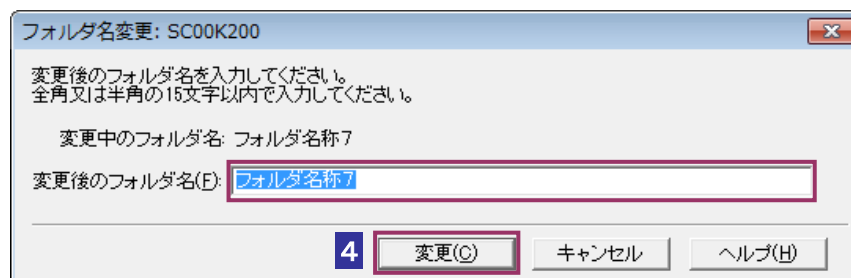 フォルダ名変更: SC00K200
変更後のフォルダ名を入力してください。
全角又は半角の15文字以内で入力してください。
変更中のフォルダ名: フォルダ名称7
変更後のフォルダ名(F): フォルダ名称7
4 変更(C) キャンセル ヘルプ(H)